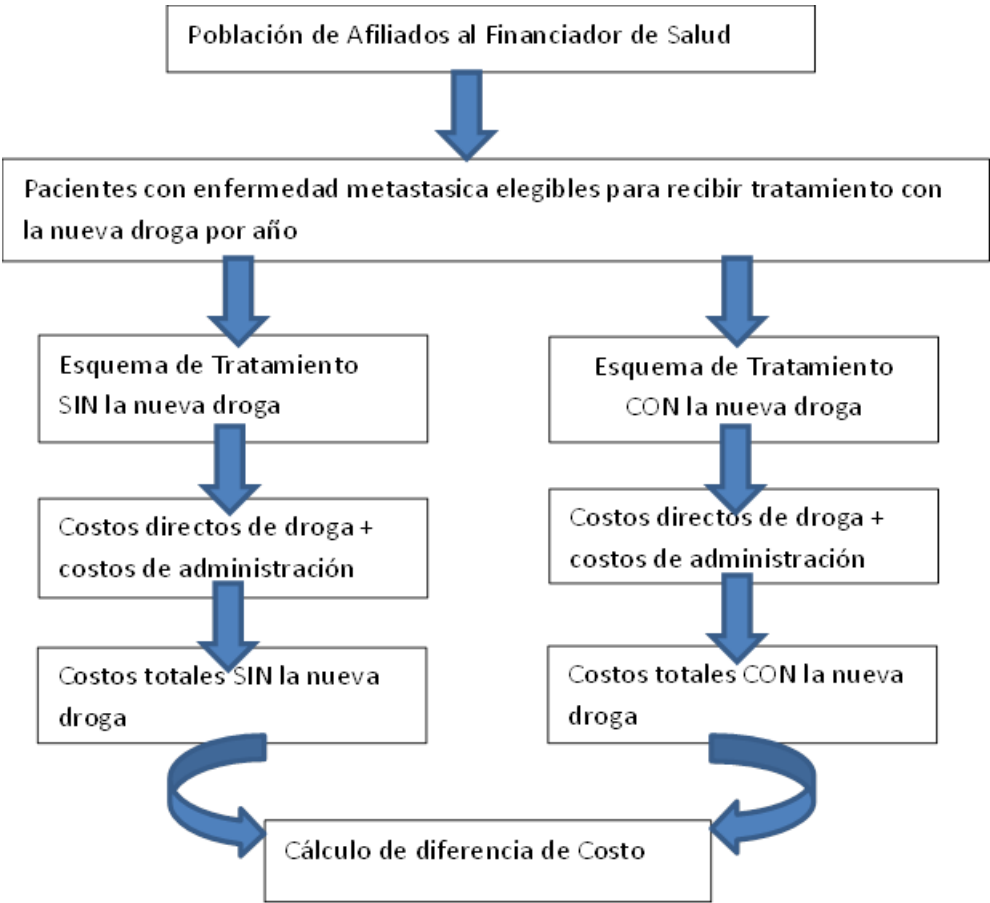 Población de Afiliados al Financiador de Salud
Pacientes con enfermedad metastasica elegibles para recibir tratamiento con
la nueva droga por año
Esquema de Tratamiento
SIN la nueva droga
Esquema de Tratamiento
CON la nueva droga
Costos directos de droga +
costos de administración
Costos directos de droga +
costos de administración
Costos totales SIN la nueva
droga
Costos totales CON la nueva
droga
Cálculo de diferencia de Costo